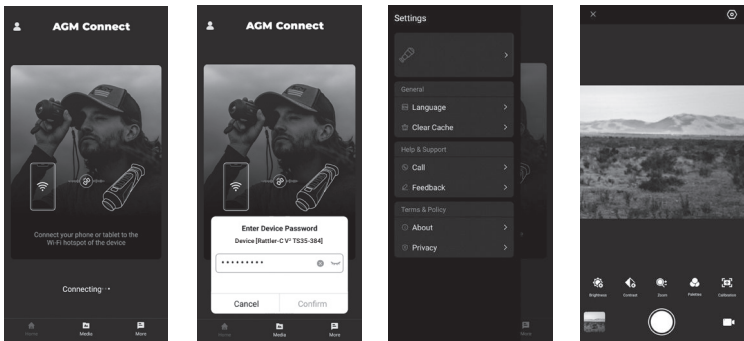 AGM Connect
Connect your phone or tablet to the
Wi-Fi hotspot of the device
Connecting···
Home
Media
More
AGM Connect
Enter Device Password
Device [Rattler-C V² TS35-384]
•••••••••
Cancel
Confirm
Home
Media
More
Settings
General
Language
Clear Cache
Help & Support
Call
Feedback
Terms & Policy
About
Privacy
More
Brightness
Contrast
Zoom
Palettes
Calibration